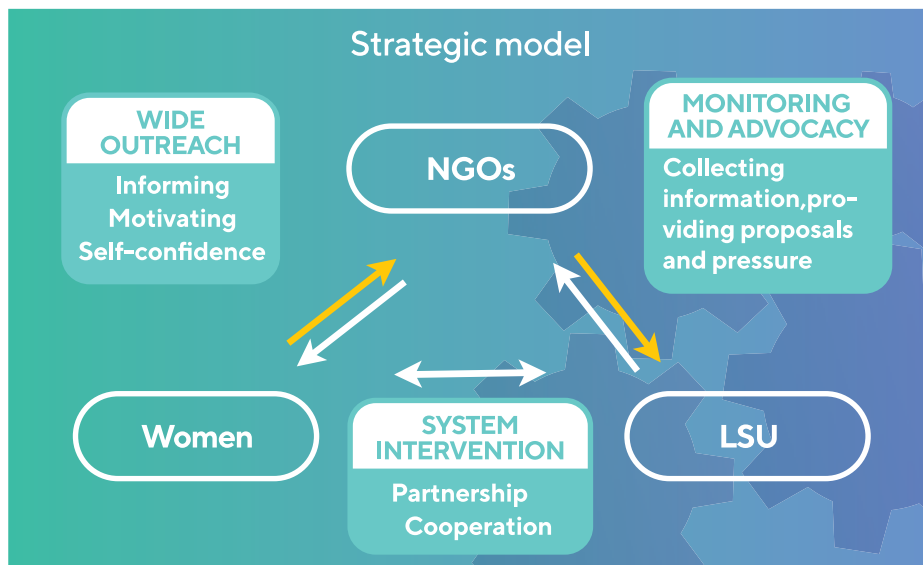 Strategic model
WIDE
OUTREACH
Informing
Motivating
Self-confidence
NGOs
MONITORING
AND ADVOCACY
Collecting
information,pro-
viding proposals
and pressure
Women
SYSTEM
INTERVENTION
Partnership
Cooperation
LSU